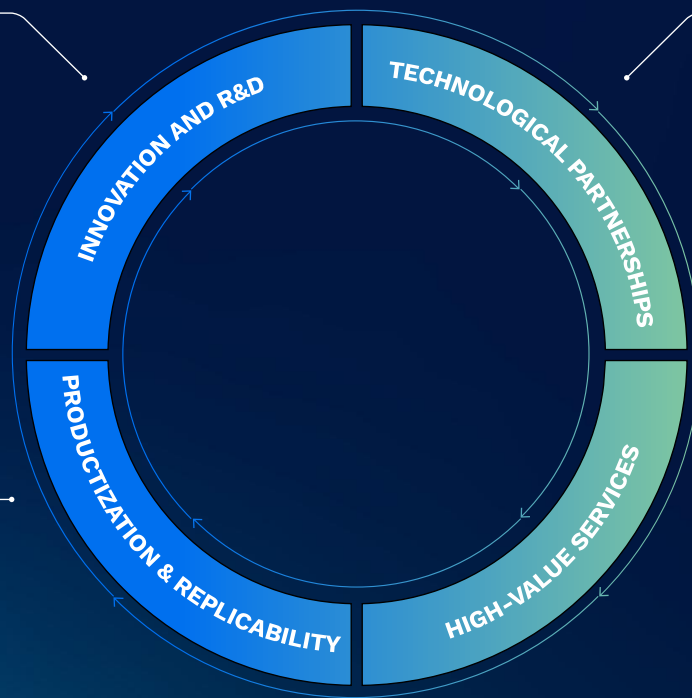 INNOVATION AND R&D
TECHNOLOGICAL PARTNERSHIPS
PRODUCTIZATION & REPLICABILITY
HIGH-VALUE SERVICES